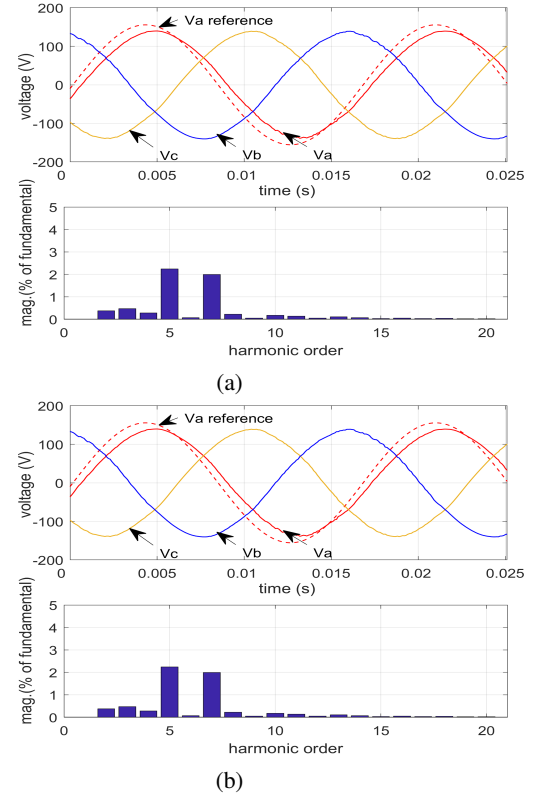 200
100
0
-100
-200
voltage (V)
Va reference
Vc
Vb
Va
0
0.005
0.01
0.015
0.02
0.025
time (s)
5
4
3
2
1
0
mag.(% of fundamental)
0
5
10
15
20
harmonic order
(a)
200
100
0
-100
-200
voltage (V)
Va reference
Vc
Vb
Va
0
0.005
0.01
0.015
0.02
0.025
time (s)
5
4
3
2
1
0
mag.(% of fundamental)
0
5
10
15
20
harmonic order
(b)